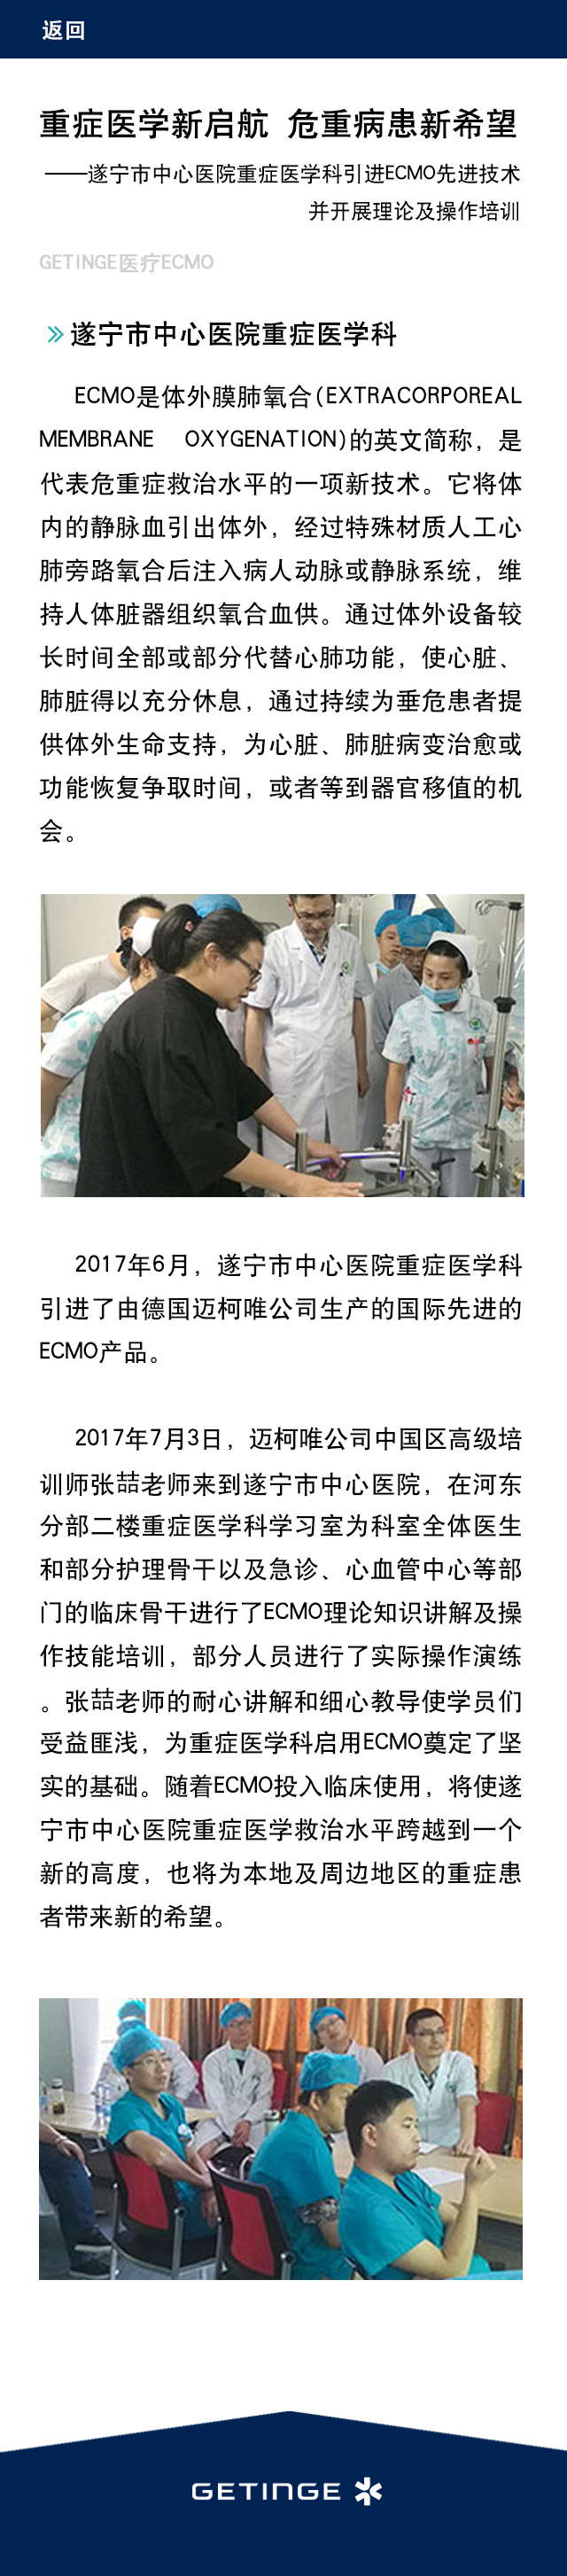 返回
重症医学新启航 危重病患新希望
——遂宁市中心医院重症医学科引进ECMO先进技术
并开展理论及操作培训
GETINGE医疗ECMO
遂宁市中心医院重症医学科
ECMO是体外膜肺氧合(EXTRACORPOREAL
MEMBRANE OXYGENATION)的英文简称，是
代表危重症救治水平的一项新技术。它将体
内的静脉血引出体外，经过特殊材质人工心
肺旁路氧合后注入病人动脉或静脉系统，维
持人体脏器组织氧合血供。通过体外设备较
长时间全部或部分代替心肺功能，使心脏、
肺脏得以充分休息，通过持续为垂危患者提
供体外生命支持，为心脏、肺脏病变治愈或
功能恢复争取时间，或者等到器官移值的机
会。
2017年6月，遂宁市中心医院重症医学科
引进了由德国迈柯唯公司生产的国际先进的
ECMO产品。
2017年7月3日，迈柯唯公司中国区高级培
训师张喆老师来到遂宁市中心医院，在河东
分部二楼重症医学科学习室为科室全体医生
和部分护理骨干以及急诊、心血管中心等部
门的临床骨干进行了ECMO理论知识讲解及操
作技能培训，部分人员进行了实际操作演练
。张喆老师的耐心讲解和细心教导使学员们
受益匪浅，为重症医学科启用ECMO奠定了坚
实的基础。随着ECMO投入临床使用，将使遂
宁市中心医院重症医学救治水平跨越到一个
新的高度，也将为本地及周边地区的重症患
者带来新的希望。
GETINGE